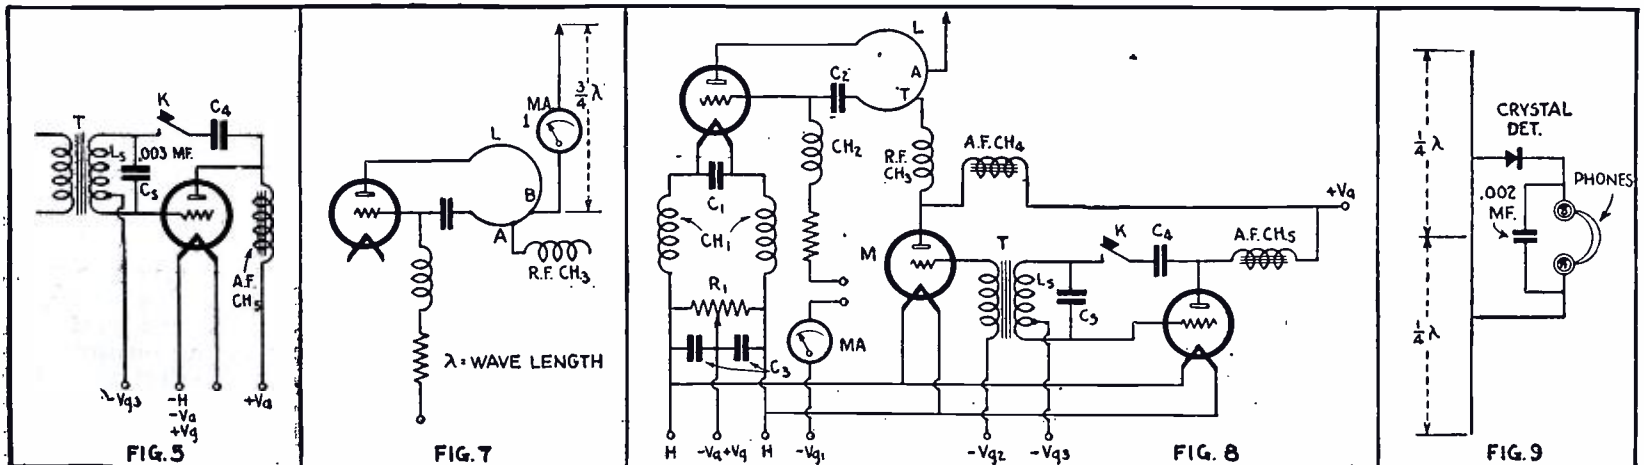 K
C4
T
L5
.003 MF.
C5
A.F.
CH5
-Vg3
-H
-Va
+Vg
+Va
FIG. 5
MA
1
3/4 λ
L
B
A
R.F. CH3
λ = WAVE LENGTH
FIG. 7
L
C2
A
T
CH2
R.F.
CH3
A.F. CH4
C1
CH1
+Va
M
T
K
C4
A.F. CH5
L5
R1
MA
C3
H
-Va+Vg
H
-Vg1
-Vg2
-Vg3
FIG. 8
1/4 λ
CRYSTAL
DET.
.002
MF.
PHONES
1/4 λ
FIG. 9